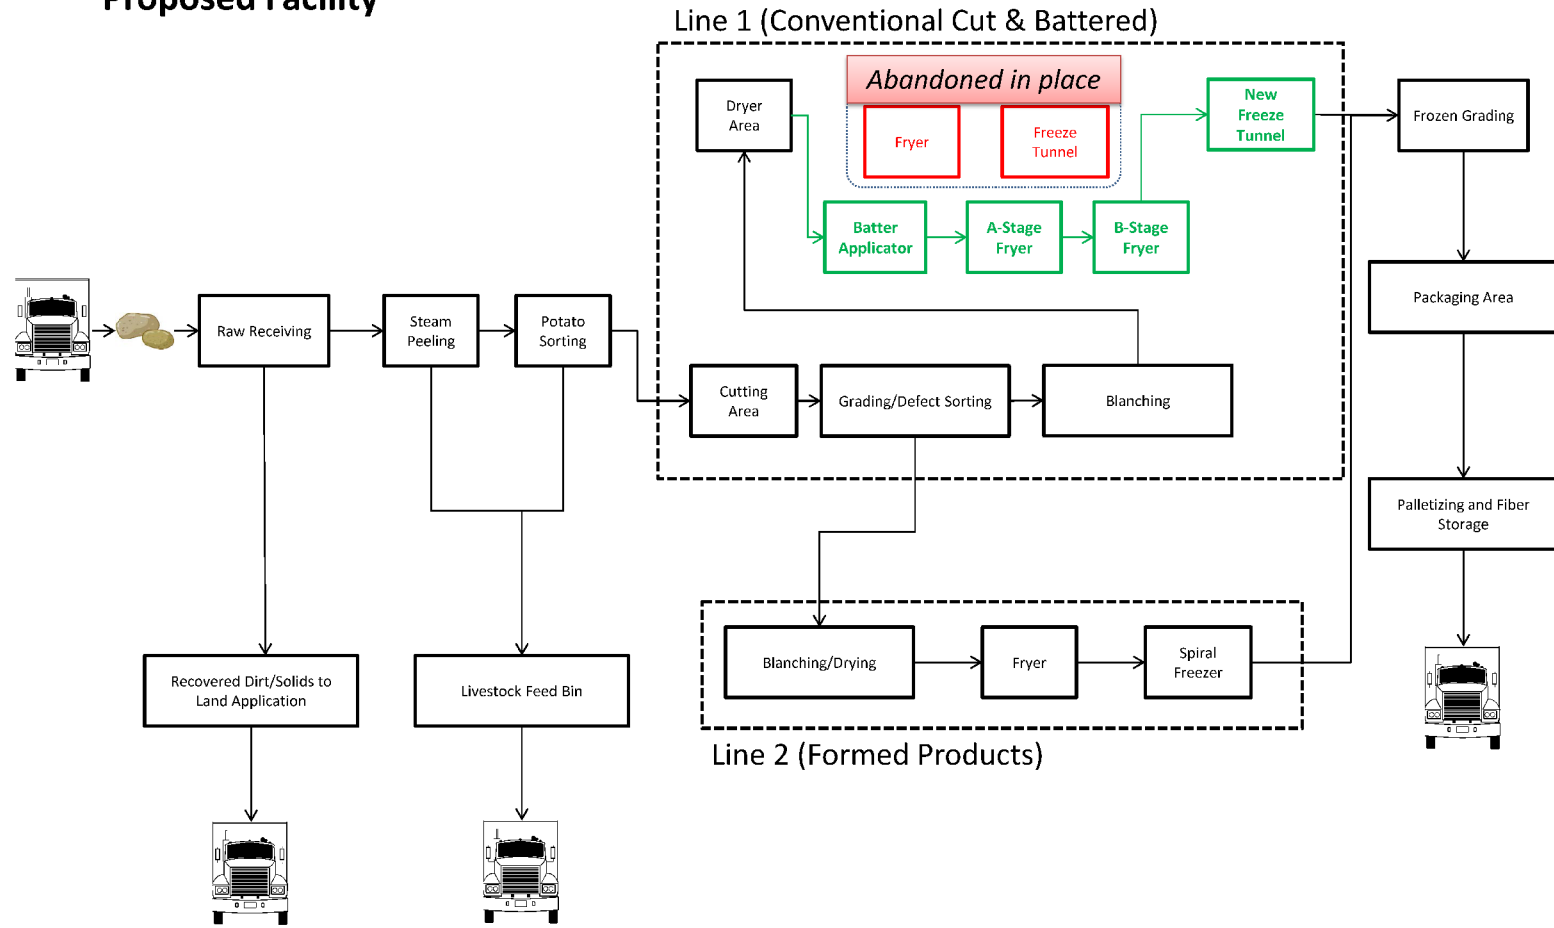 Proposed Facility
Line 1 (Conventional Cut & Battered)
Abandoned in place
Dryer
Area
Fryer
Freeze
Tunnel
New
Freeze
Tunnel
Frozen Grading
Batter
Applicator
A-Stage
Fryer
B-Stage
Fryer
Packaging Area
Raw Receiving
Steam
Peeling
Potato
Sorting
Cutting
Area
Grading/Defect Sorting
Blanching
Palletizing and Fiber
Storage
Recovered Dirt/Solids to
Land Application
Livestock Feed Bin
Blanching/Drying
Fryer
Spiral
Freezer
Line 2 (Formed Products)